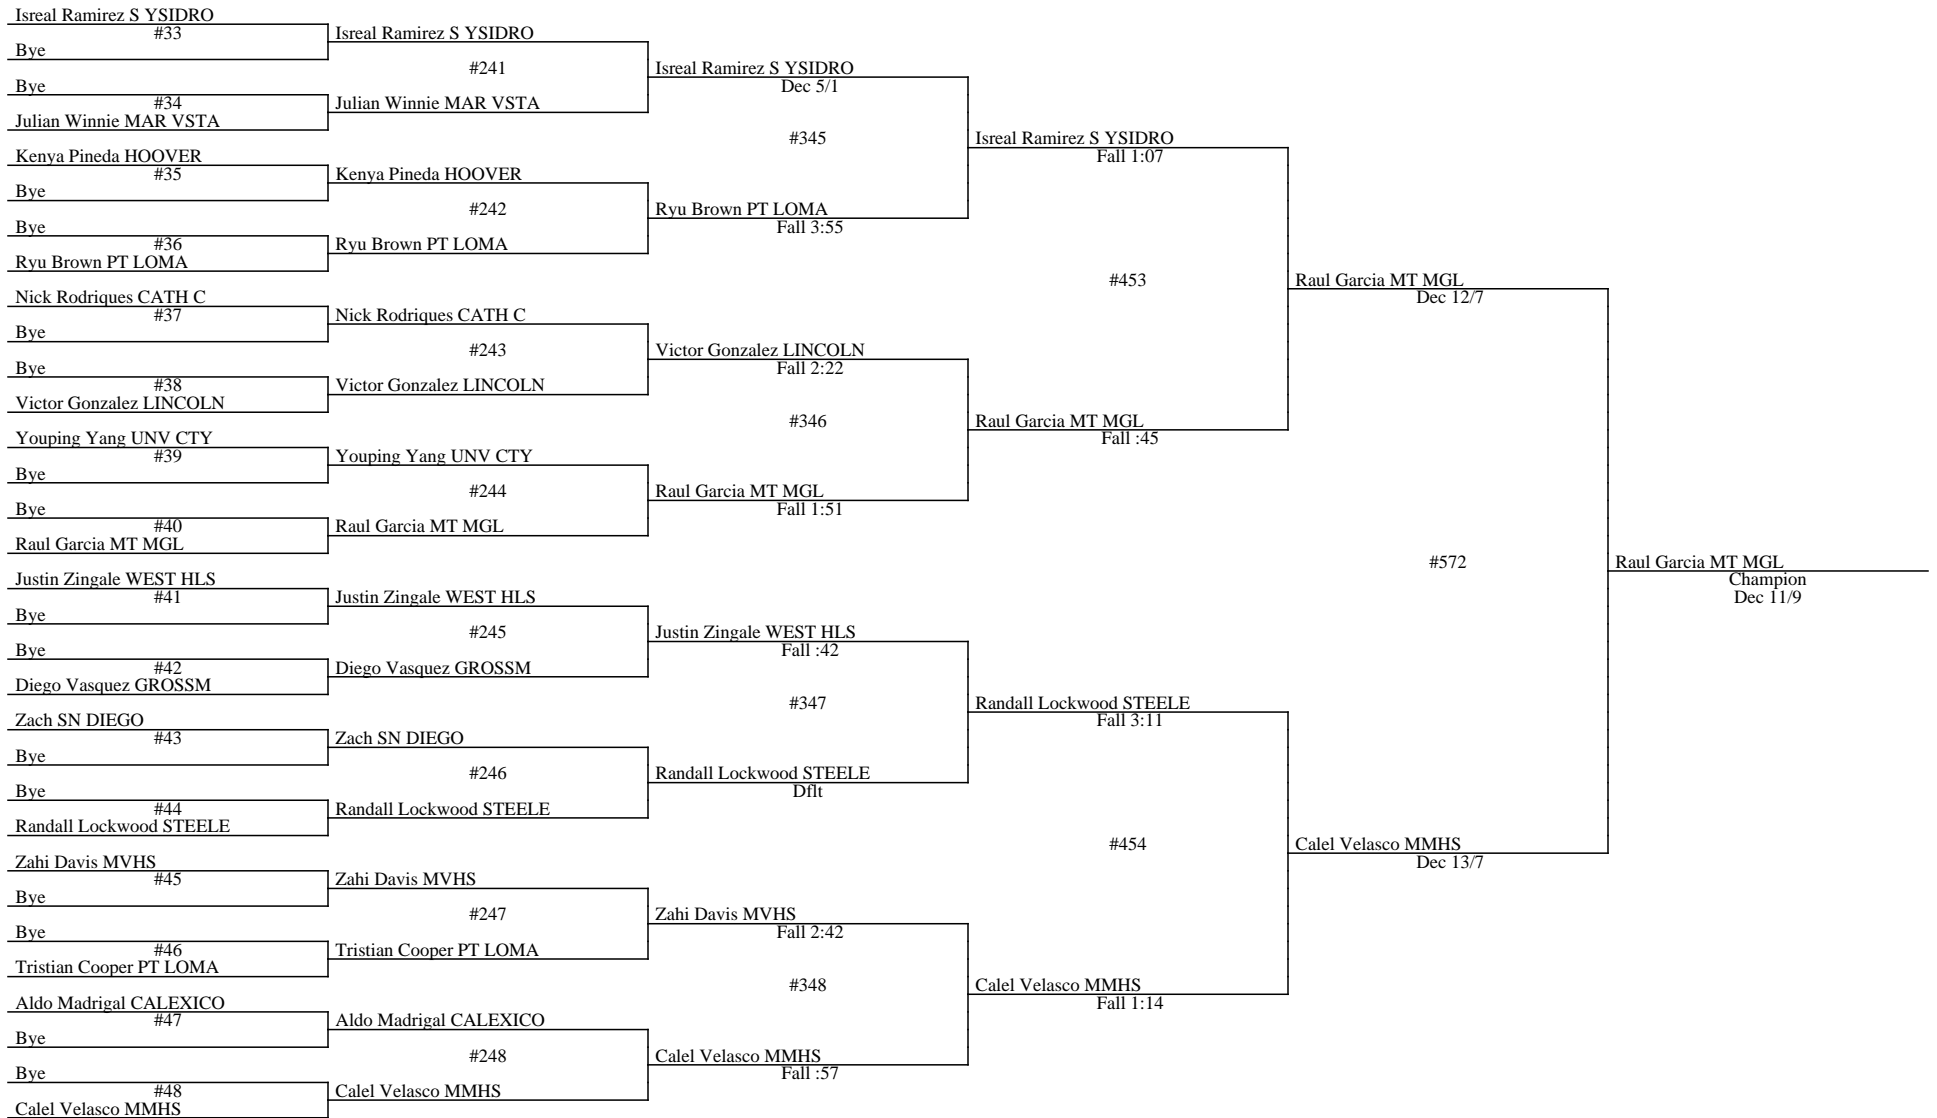 Isreal Ramirez S YSIDRO
#33
Bye
Bye
#34
Julian Winnie MAR VSTA
Kenya Pineda HOOVER
#35
Bye
Bye
#36
Ryu Brown PT LOMA
Nick Rodriques CATH C
#37
Bye
Bye
#38
Victor Gonzalez LINCOLN
Youping Yang UNV CTY
#39
Bye
Bye
#40
Raul Garcia MT MGL
Justin Zingale WEST HLS
#41
Bye
Bye
#42
Diego Vasquez GROSSM
Zach SN DIEGO
#43
Bye
Bye
#44
Randall Lockwood STEELE
Zahi Davis MVHS
#45
Bye
Bye
#46
Tristian Cooper PT LOMA
Aldo Madrigal CALEXICO
#47
Bye
Bye
#48
Calel Velasco MMHS
Isreal Ramirez S YSIDRO
#241
Julian Winnie MAR VSTA
Kenya Pineda HOOVER
#242
Ryu Brown PT LOMA
Nick Rodriques CATH C
#243
Victor Gonzalez LINCOLN
Youping Yang UNV CTY
#244
Raul Garcia MT MGL
Justin Zingale WEST HLS
#245
Diego Vasquez GROSSM
Zach SN DIEGO
#246
Randall Lockwood STEELE
Zahi Davis MVHS
#247
Tristian Cooper PT LOMA
Aldo Madrigal CALEXICO
#248
Calel Velasco MMHS
Isreal Ramirez S YSIDRO
Dec 5/1
#345
Ryu Brown PT LOMA
Fall 3:55
Victor Gonzalez LINCOLN
Fall 2:22
#346
Raul Garcia MT MGL
Fall 1:51
Justin Zingale WEST HLS
Fall :42
#347
Randall Lockwood STEELE
Dflt
Zahi Davis MVHS
Fall 2:42
#348
Calel Velasco MMHS
Fall :57
Isreal Ramirez S YSIDRO
Fall 1:07
#453
Raul Garcia MT MGL
Fall :45
Randall Lockwood STEELE
Fall 3:11
#454
Calel Velasco MMHS
Fall 1:14
Raul Garcia MT MGL
Dec 12/7
#572
Calel Velasco MMHS
Dec 13/7
Raul Garcia MT MGL
Champion
Dec 11/9